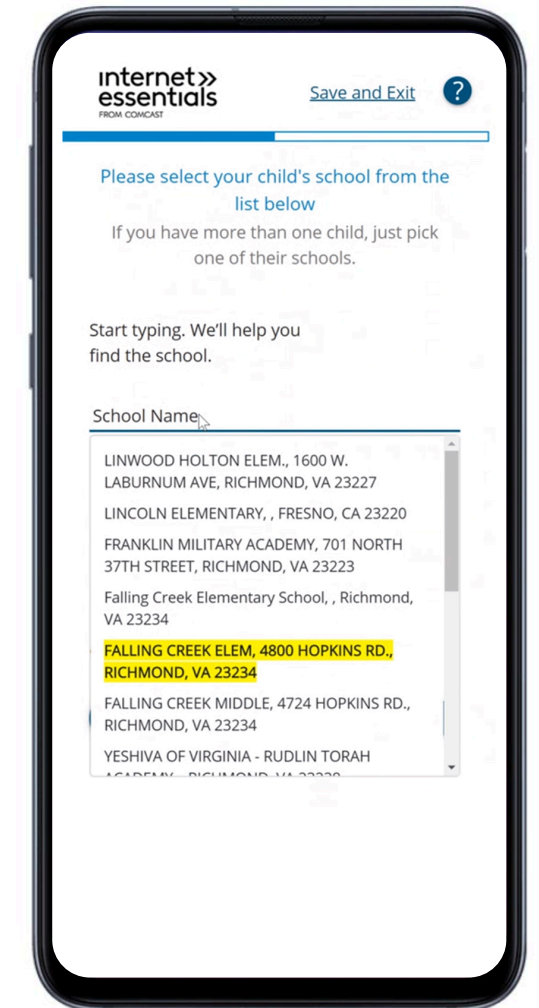 internet»
essentials
FROM COMCAST
Save and Exit
?
Please select your child's school from the
list below
If you have more than one child, just pick
one of their schools.
Start typing. We'll help you
find the school.
School Name
LINWOOD HOLTON ELEM., 1600 W.
LABURNUM AVE, RICHMOND, VA 23227
LINCOLN ELEMENTARY, , FRESNO, CA 23220
FRANKLIN MILITARY ACADEMY, 701 NORTH
37TH STREET, RICHMOND, VA 23223
Falling Creek Elementary School, , Richmond,
VA 23234
FALLING CREEK ELEM, 4800 HOPKINS RD.,
RICHMOND, VA 23234
FALLING CREEK MIDDLE, 4724 HOPKINS RD.,
RICHMOND, VA 23234
YESHIVA OF VIRGINIA - RUDLIN TORAH
ACADEMY, , RICHMOND, VA